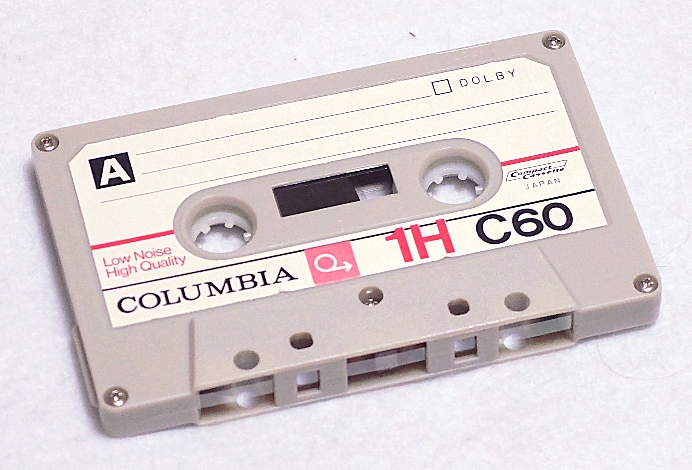 DOLBY
A
Compact
Cassette
JAPAN
Low Noise
High Quality
1H C60
COLUMBIA